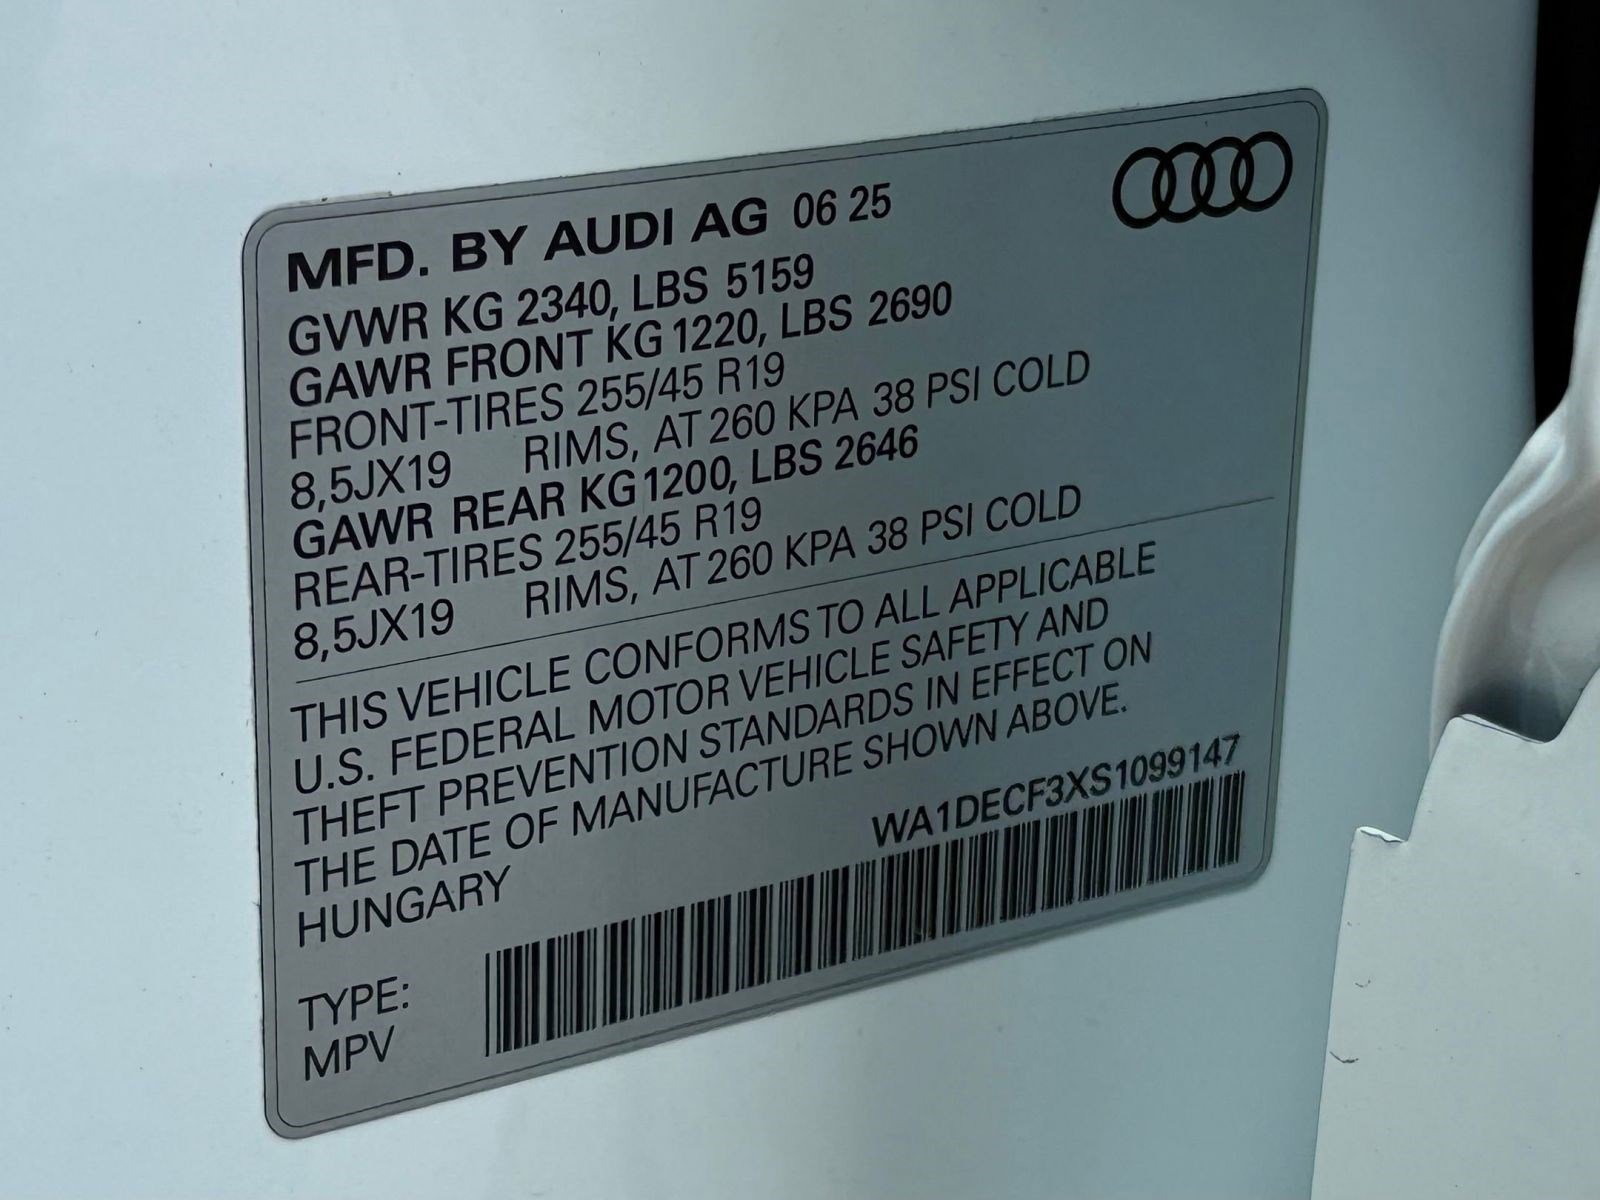 MFD. BY AUDI AG 06 25
GVWR KG 2340, LBS 5159
GAWR FRONT KG 1220, LBS 2690
FRONT-TIRES 255/45 R19
8,5JX19 RIMS, AT 260 KPA 38 PSI COLD
GAWR REAR KG 1200, LBS 2646
REAR-TIRES 255/45 R19
8,5JX19 RIMS, AT 260 KPA 38 PSI COLD
THIS VEHICLE CONFORMS TO ALL APPLICABLE
U.S. FEDERAL MOTOR VEHICLE SAFETY AND
THEFT PREVENTION STANDARDS IN EFFECT ON
THE DATE OF MANUFACTURE SHOWN ABOVE.
HUNGARY
WA1DECF3XS1099147
TYPE:
MPV